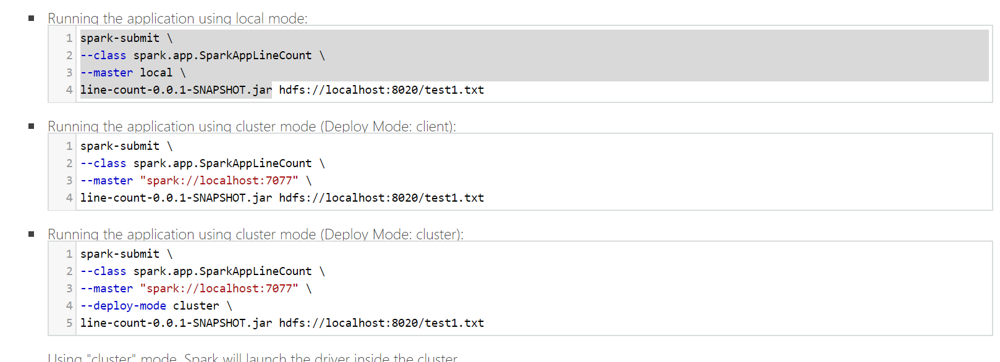 Running the application using local mode:
1 spark-submit \
2 --class spark.app.SparkAppLineCount \
3 --master local \
4 line-count-0.0.1-SNAPSHOT.jar hdfs://localhost:8020/test1.txt
Running the application using cluster mode (Deploy Mode: client):
1 spark-submit \
2 --class spark.app.SparkAppLineCount \
3 --master "spark://localhost:7077" \
4 line-count-0.0.1-SNAPSHOT.jar hdfs://localhost:8020/test1.txt
Running the application using cluster mode (Deploy Mode: cluster):
1 spark-submit \
2 --class spark.app.SparkAppLineCount \
3 --master "spark://localhost:7077" \
4 --deploy-mode cluster \
5 line-count-0.0.1-SNAPSHOT.jar hdfs://localhost:8020/test1.txt
Using "cluster" mode, Spark will launch the driver inside the cluster